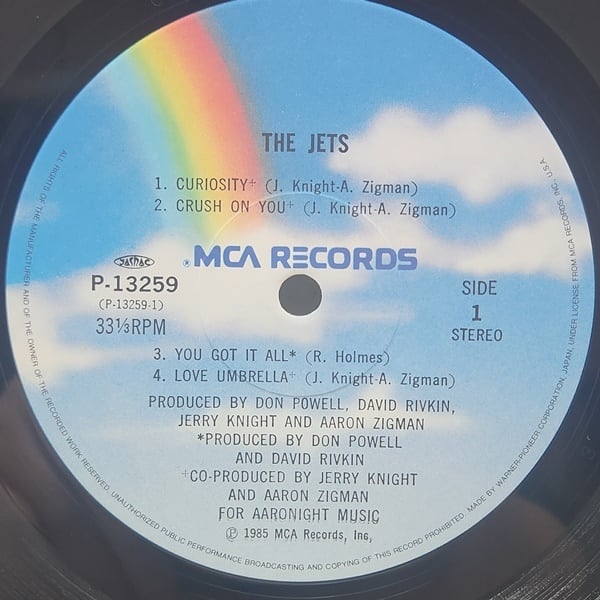 THE JETS
1. CURIOSITY+ (J. Knight-A. Zigman)
2. CRUSH ON YOU+ (J. Knight-A. Zigman)
® MCA RECORDS
JASRAC
P-13259
(P-13259-1)
33⅓RPM
SIDE
1
STEREO
3. YOU GOT IT ALL* (R. Holmes)
4. LOVE UMBRELLA+ (J. Knight-A. Zigman)
PRODUCED BY DON POWELL, DAVID RIVKIN,
JERRY KNIGHT AND AARON ZIGMAN
*PRODUCED BY DON POWELL
AND DAVID RIVKIN
+CO-PRODUCED BY JERRY KNIGHT
AND AARON ZIGMAN
FOR AARONIGHT MUSIC
℗ 1985 MCA Records, Inc,
ALL RIGHTS OF THE MANUFACTURER AND OF THE OWNER OF THE RECORDED WORK RESERVED. UNAUTHORIZED PUBLIC PERFORMANCE BROADCASTING AND COPYING OF THIS RECORD PROHIBITED. MADE BY WARNER-PIONEER CORPORATION, JAPAN, UNDER LICENSE FROM MCA RECORDS, INC., U.S.A.